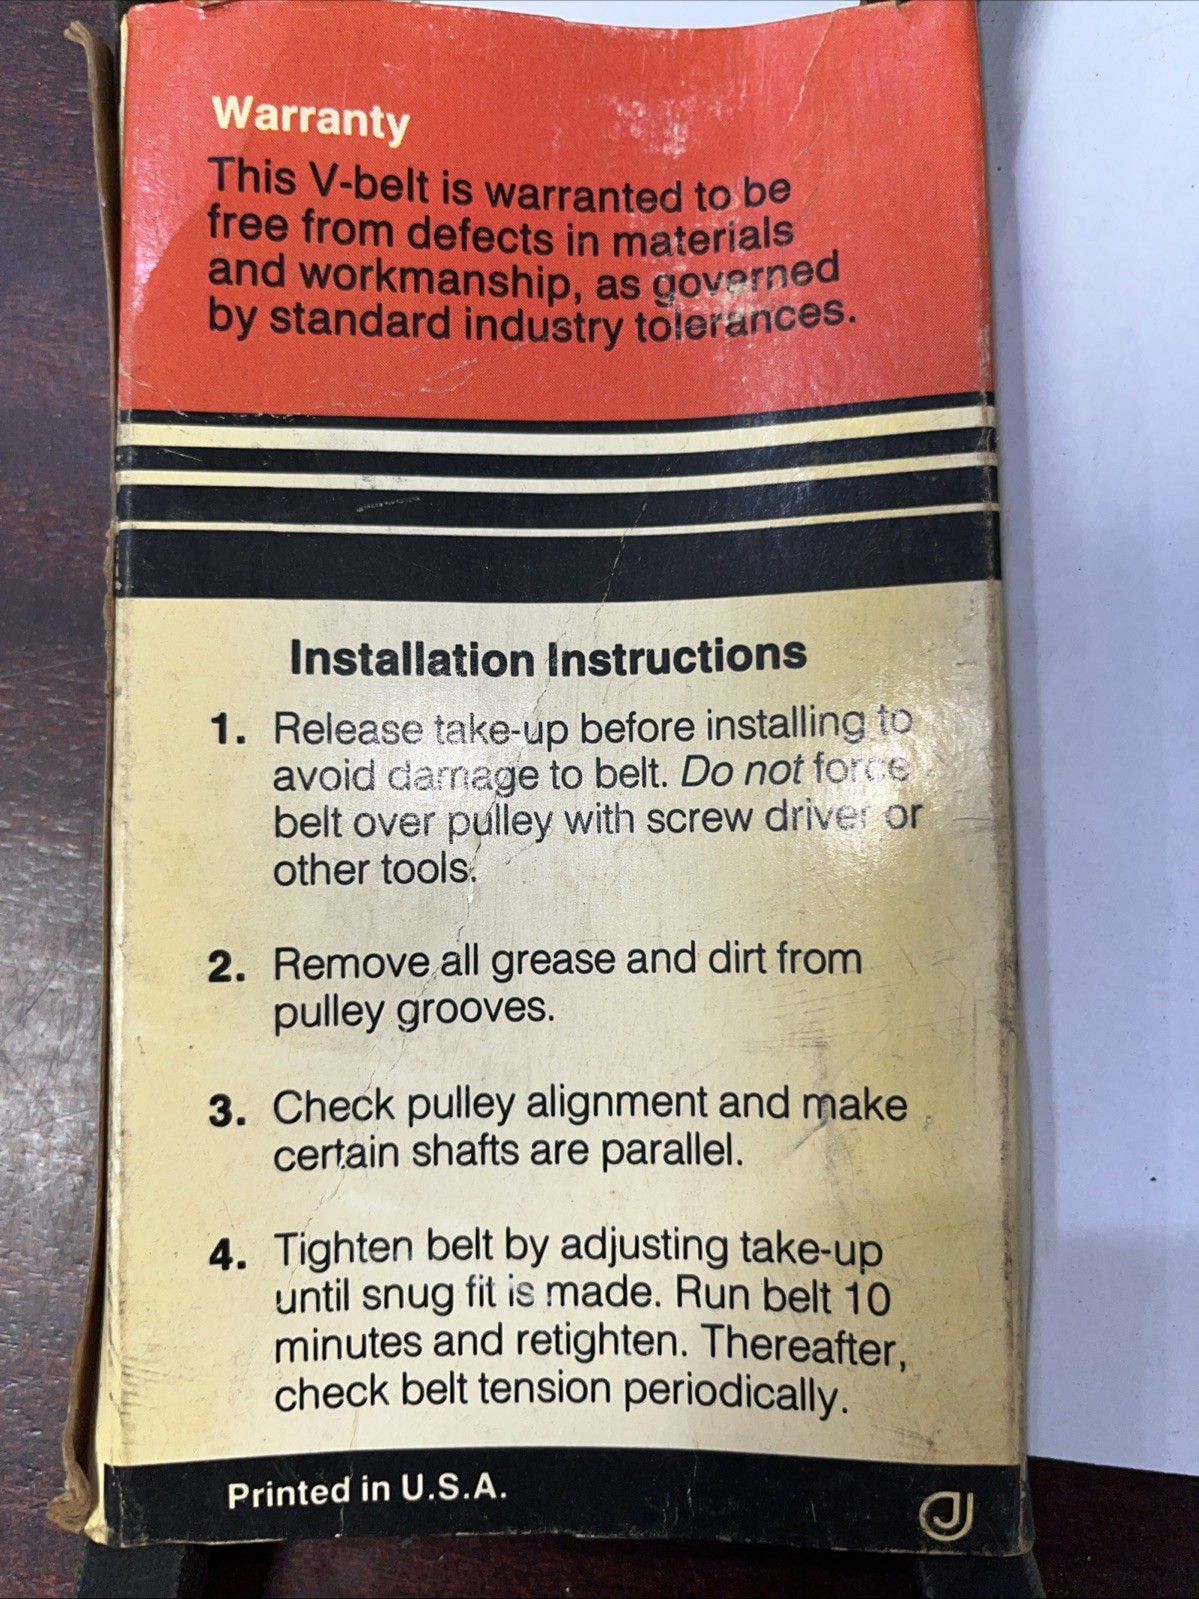 Warranty
This V-belt is warranted to be
free from defects in materials
and workmanship, as governed
by standard industry tolerances.
Installation Instructions
1. Release take-up before installing to
avoid damage to belt. Do not force
belt over pulley with screw driver or
other tools.
2. Remove all grease and dirt from
pulley grooves.
3. Check pulley alignment and make
certain shafts are parallel.
4. Tighten belt by adjusting take-up
until snug fit is made. Run belt 10
minutes and retighten. Thereafter,
check belt tension periodically.
Printed in U.S.A.